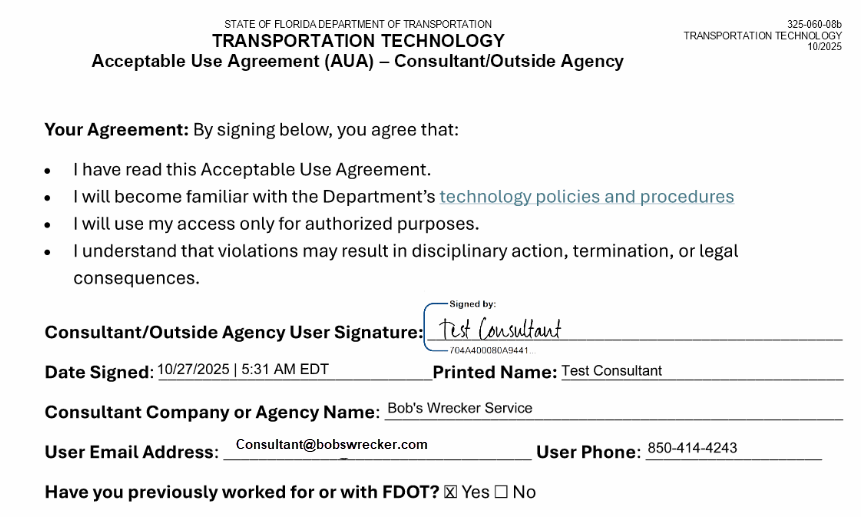 STATE OF FLORIDA DEPARTMENT OF TRANSPORTATION
TRANSPORTATION TECHNOLOGY
Acceptable Use Agreement (AUA) – Consultant/Outside Agency
325-060-08b
TRANSPORTATION TECHNOLOGY
10/2025
Your Agreement: By signing below, you agree that:
• I have read this Acceptable Use Agreement.
• I will become familiar with the Department's technology policies and procedures
• I will use my access only for authorized purposes.
• I understand that violations may result in disciplinary action, termination, or legal
consequences.
Signed by:
Consultant/Outside Agency User Signature: Test Consultant
704A400080A9441...
Date Signed: 10/27/2025 | 5:31 AM EDT Printed Name: Test Consultant
Consultant Company or Agency Name: Bob's Wrecker Service
User Email Address: Consultant@bobswrecker.com User Phone: 850-414-4243
Have you previously worked for or with FDOT? ☒ Yes ☐ No